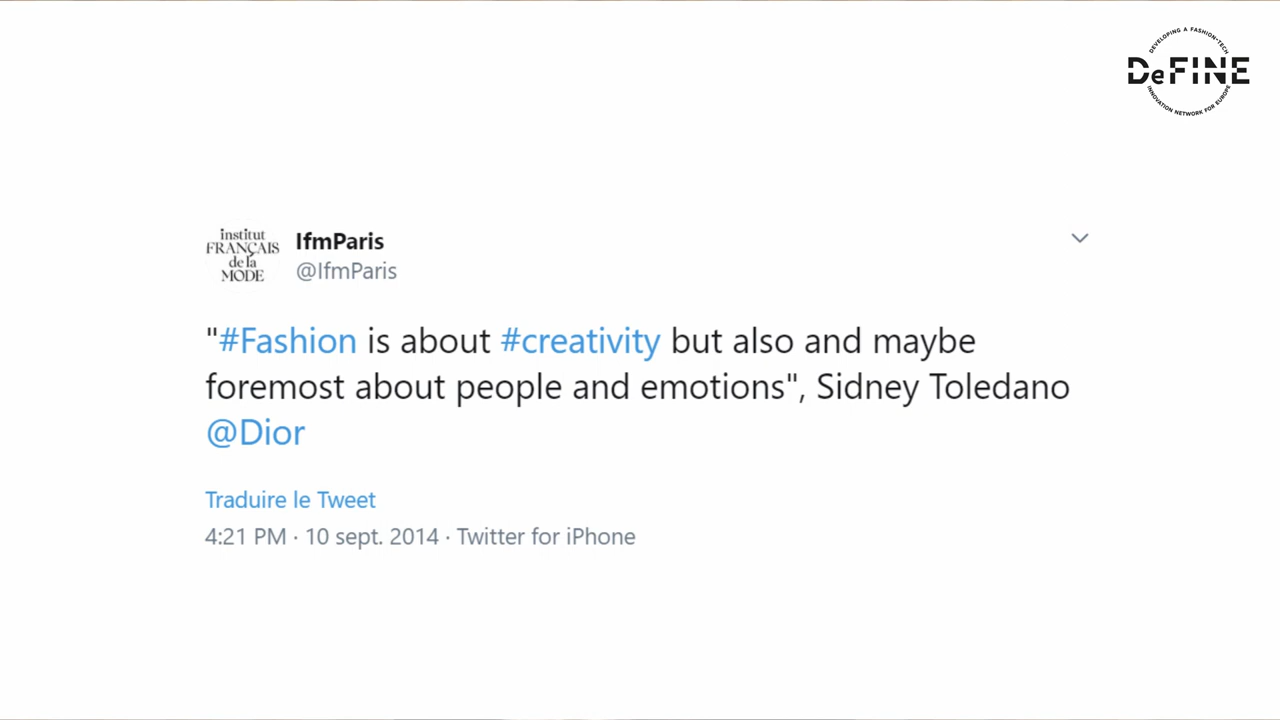 DEVELOPING A FASHION-TECH
DeFINE
INNOVATION NETWORK FOR EUROPE
institut
FRANÇAIS
de la
MODE
IfmParis
@IfmParis
"#Fashion is about #creativity but also and maybe
foremost about people and emotions", Sidney Toledano
@Dior
Traduire le Tweet
4:21 PM · 10 sept. 2014 · Twitter for iPhone